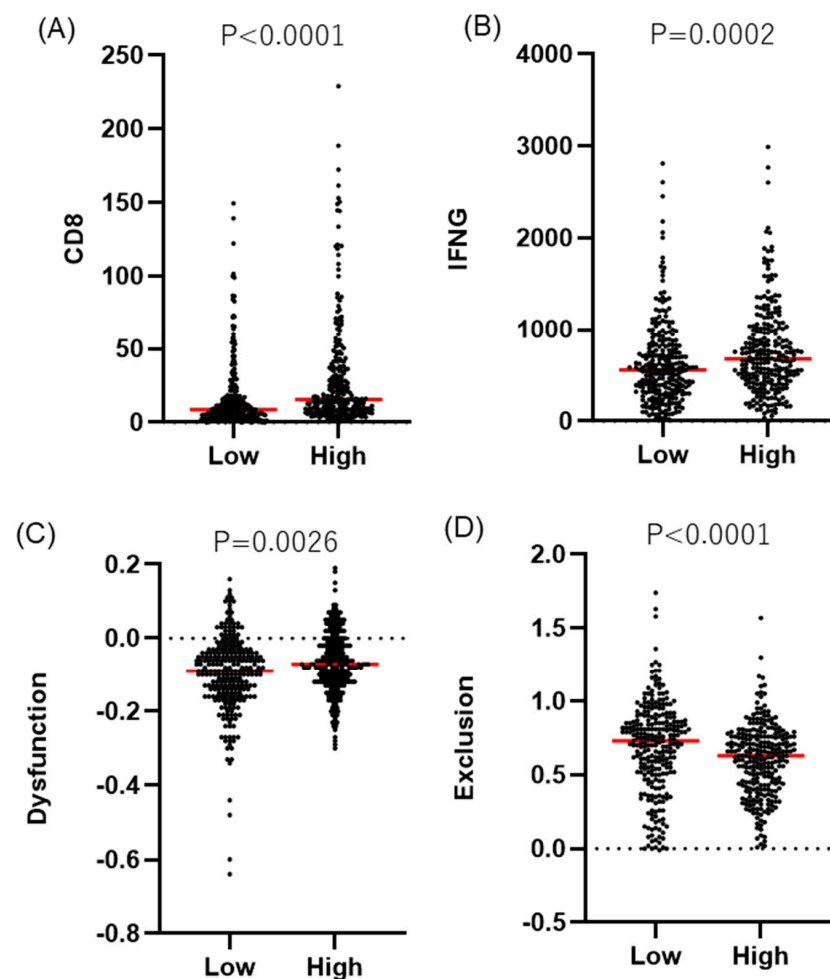 (A)
P<0.0001
250
200
150
100
50
0
CD8
Low
High
(B)
P=0.0002
4000
3000
2000
1000
0
IFNG
Low
High
(C)
P=0.0026
0.2
0.0
-0.2
-0.4
-0.6
-0.8
Dysfunction
Low
High
(D)
P<0.0001
2.0
1.5
1.0
0.5
0.0
-0.5
Exclusion
Low
High